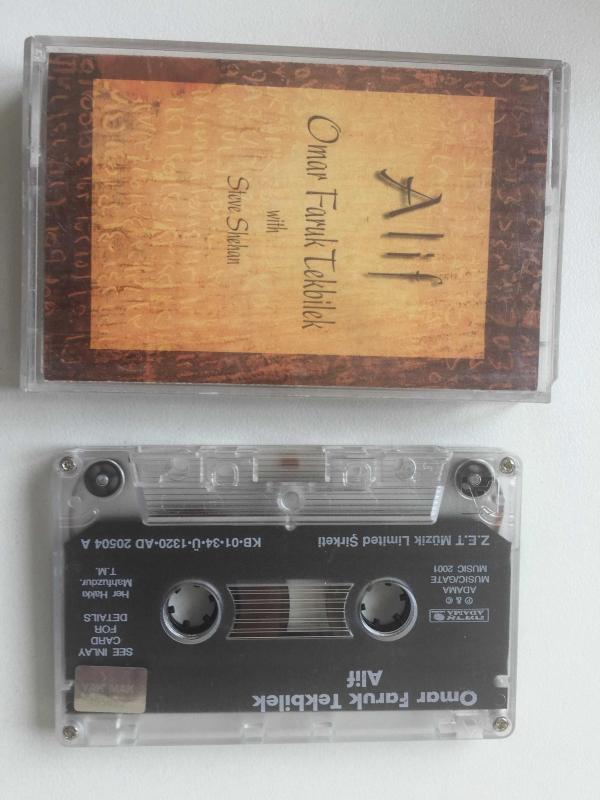 Alif
Omar Faruk Tekbilek
with
Steve Shehan
Omar Faruk Tekbilek
Alif
SEE INLAY
CARD
FOR
DETAILS
Her Hakkı
Mahfuzdur.
T.M.
ADAMA
℗ & ©
ADAMA
MUSIC/GATE
MUSIC 2001
Z.E.T Müzik Limited Şirketi KB·01·34·Ü·1320·AD 20504 A